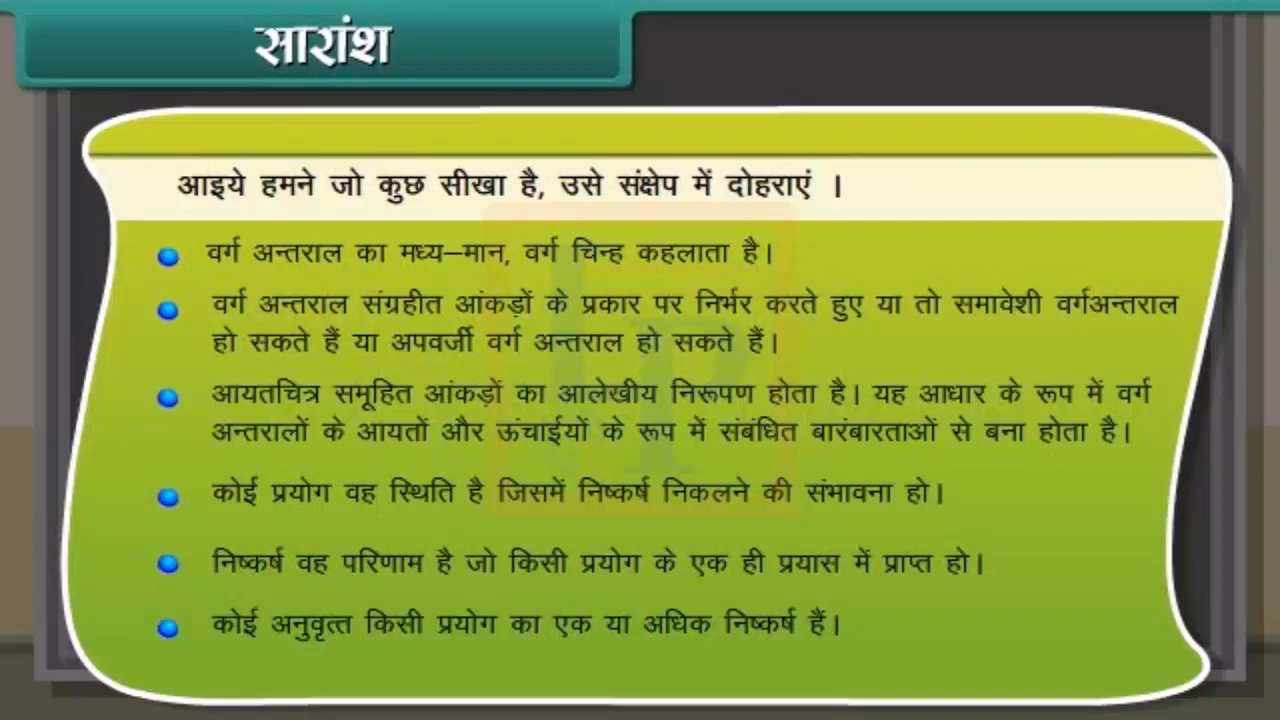 सारांश
आइये हमने जो कुछ सीखा है, उसे संक्षेप में दोहराएं ।
वर्ग अन्तराल का मध्य–मान, वर्ग चिन्ह कहलाता है।
वर्ग अन्तराल संग्रहीत आंकड़ों के प्रकार पर निर्भर करते हुए या तो समावेशी वर्गअन्तराल
हो सकते हैं या अपवर्जी वर्ग अन्तराल हो सकते हैं।
आयतचित्र समूहित आंकड़ों का आलेखीय निरूपण होता है। यह आधार के रूप में वर्ग
अन्तरालों के आयतों और ऊंचाईयों के रूप में संबंधित बारंबारताओं से बना होता है।
कोई प्रयोग वह स्थिति है जिसमें निष्कर्ष निकलने की संभावना हो।
निष्कर्ष वह परिणाम है जो किसी प्रयोग के एक ही प्रयास में प्राप्त हो।
कोई अनुवृत्त किसी प्रयोग का एक या अधिक निष्कर्ष हैं।